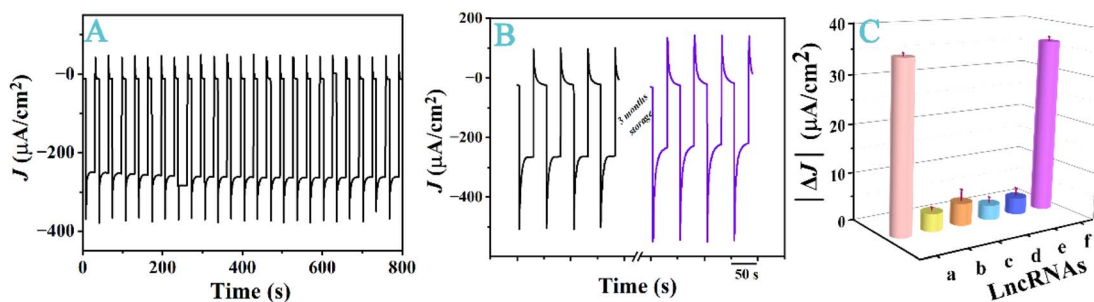 A
J (μA/cm²)
-0
-200
-400
0 200 400 600 800
Time (s)
B
J (μA/cm²)
200
0
-200
-400
3 months
storage
50 s
Time (s)
C
|ΔJ| (μA/cm²)
40
30
20
10
0
a b c d e f
LncRNAs